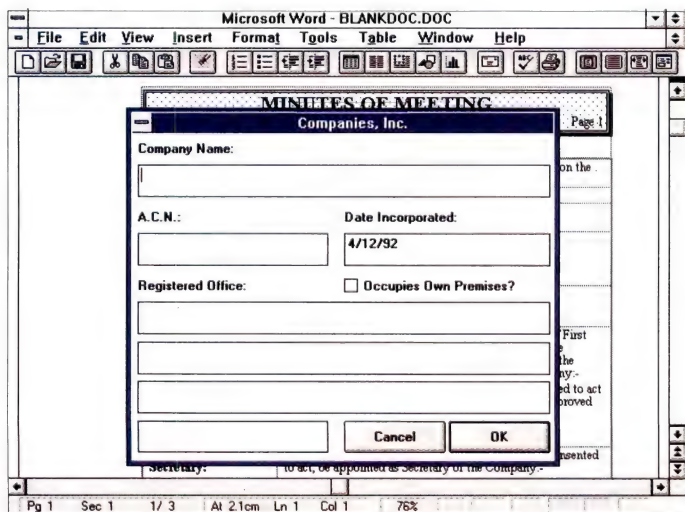 Microsoft Word - BLANKDOC.DOC
File Edit View Insert Format Tools Table Window Help
MINUTES OF MEETING
Page 1
Companies, Inc.
Company Name:
on the .
A.C.N.: Date Incorporated:
4/12/92
Registered Office: Occupies Own Premises?
First
the
ny:-
ed to act
proved
Cancel OK
nsented
Secretary: to act, be appointed as Secretary of the Company:-
Pg 1 Sec 1 1/ 3 At 2.1cm Ln 1 Col 1 76%